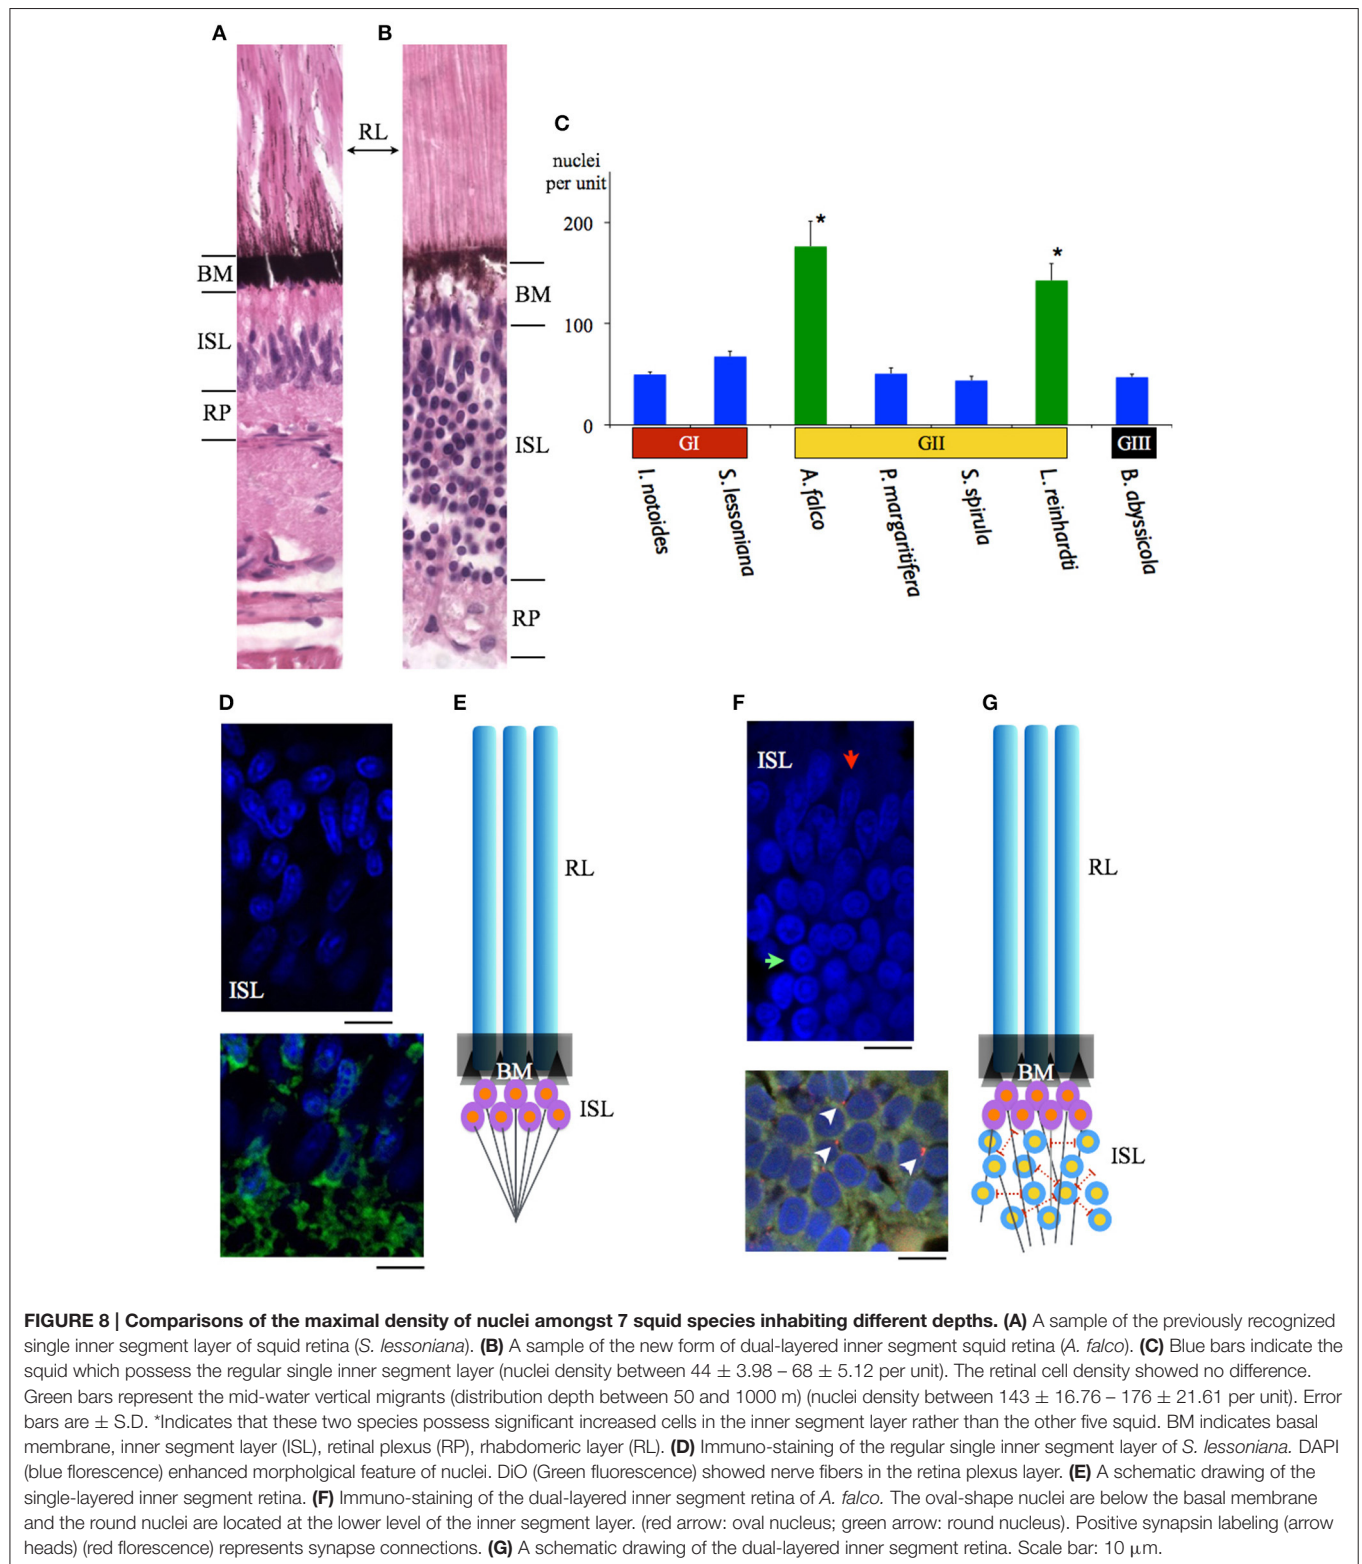 A
B
RL
BM
ISL
RP
BM
ISL
RP
C
nuclei
per unit
200
100
0
*
*
GI
GII
GIII
I. notoides
S. lessoniana
A. falco
P. margaritifera
S. spirula
L. reinhardti
B. abyssicola
D
ISL
E
RL
BM
ISL
F
ISL
G
RL
BM
ISL
FIGURE 8 | Comparisons of the maximal density of nuclei amongst 7 squid species inhabiting different depths. (A) A sample of the previously recognized
single inner segment layer of squid retina (S. lessoniana). (B) A sample of the new form of dual-layered inner segment squid retina (A. falco). (C) Blue bars indicate the
squid which possess the regular single inner segment layer (nuclei density between 44 ± 3.98 – 68 ± 5.12 per unit). The retinal cell density showed no difference.
Green bars represent the mid-water vertical migrants (distribution depth between 50 and 1000 m) (nuclei density between 143 ± 16.76 – 176 ± 21.61 per unit). Error
bars are ± S.D. *Indicates that these two species possess significant increased cells in the inner segment layer rather than the other five squid. BM indicates basal
membrane, inner segment layer (ISL), retinal plexus (RP), rhabdomeric layer (RL). (D) Immuno-staining of the regular single inner segment layer of S. lessoniana. DAPI
(blue florescence) enhanced morphologcial feature of nuclei. DiO (Green fluorescence) showed nerve fibers in the retina plexus layer. (E) A schematic drawing of the
single-layered inner segment retina. (F) Immuno-staining of the dual-layered inner segment retina of A. falco. The oval-shape nuclei are below the basal membrane
and the round nuclei are located at the lower level of the inner segment layer. (red arrow: oval nucleus; green arrow: round nucleus). Positive synapsin labeling (arrow
heads) (red florescence) represents synapse connections. (G) A schematic drawing of the dual-layered inner segment retina. Scale bar: 10 μm.